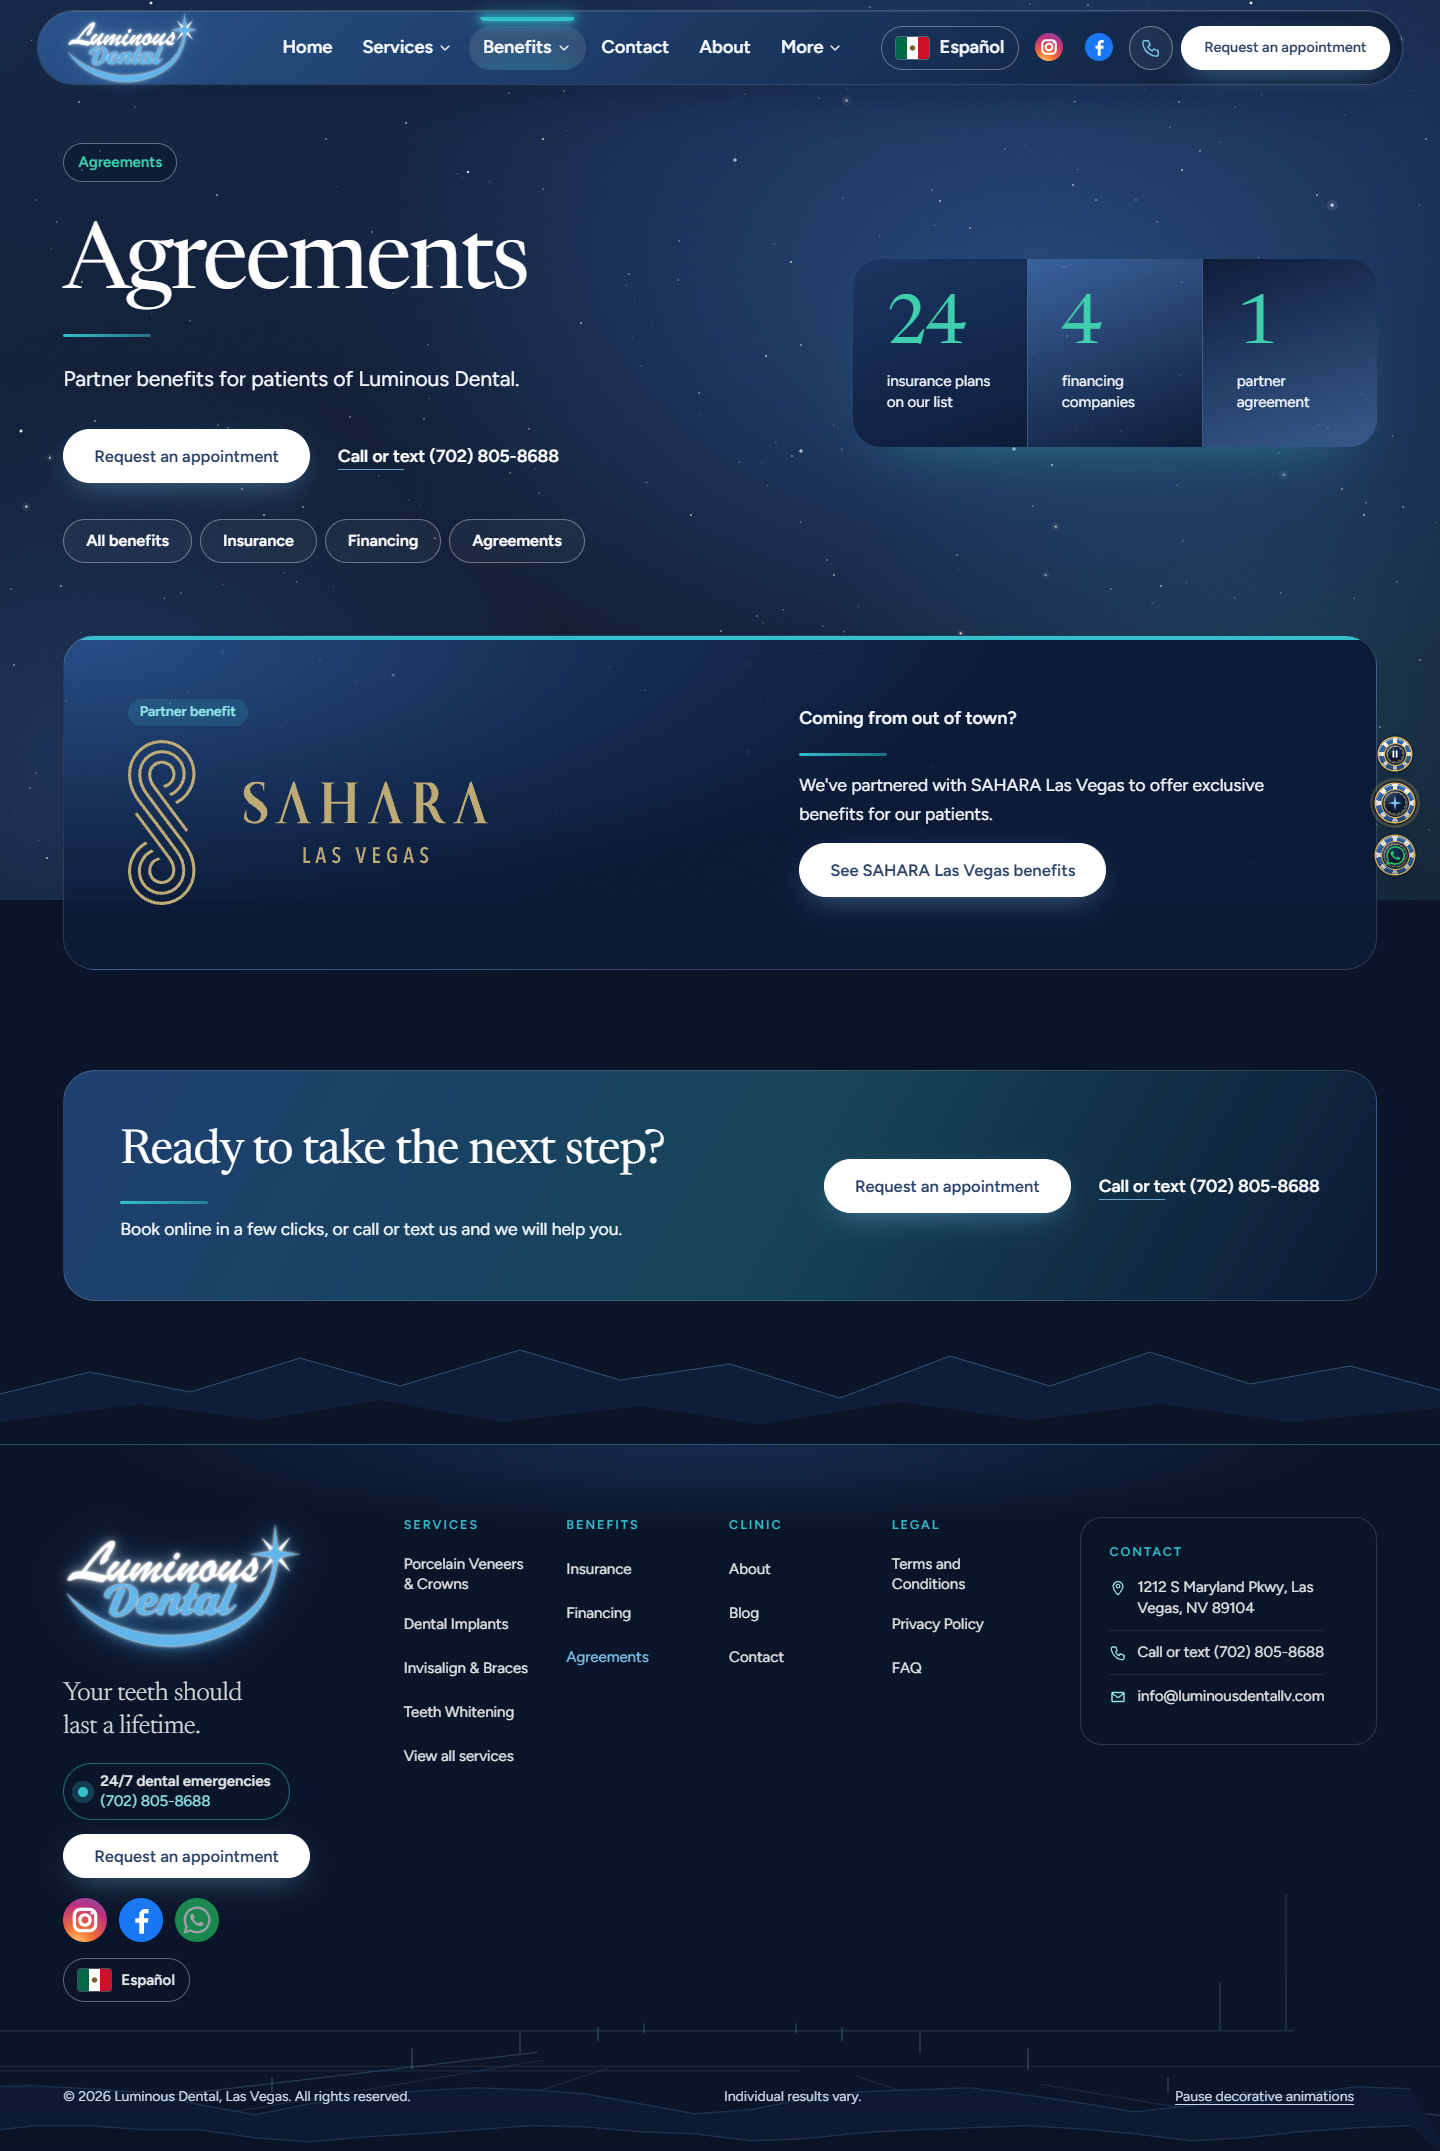 Luminous
Dental
Home
Services
Benefits
Contact
About
More
Español
Request an appointment
Agreements
Agreements
Partner benefits for patients of Luminous Dental.
Request an appointment
Call or text (702) 805-8688
All benefits
Insurance
Financing
Agreements
24
insurance plans
on our list
4
financing
companies
1
partner
agreement
Partner benefit
SAHARA
LAS VEGAS
Coming from out of town?
We've partnered with SAHARA Las Vegas to offer exclusive
benefits for our patients.
See SAHARA Las Vegas benefits
Ready to take the next step?
Book online in a few clicks, or call or text us and we will help you.
Request an appointment
Call or text (702) 805-8688
Luminous
Dental
Your teeth should
last a lifetime.
24/7 dental emergencies
(702) 805-8688
Request an appointment
Español
SERVICES
Porcelain Veneers
& Crowns
Dental Implants
Invisalign & Braces
Teeth Whitening
View all services
BENEFITS
Insurance
Financing
Agreements
CLINIC
About
Blog
Contact
LEGAL
Terms and
Conditions
Privacy Policy
FAQ
CONTACT
1212 S Maryland Pkwy, Las
Vegas, NV 89104
Call or text (702) 805-8688
info@luminousdentallv.com
© 2026 Luminous Dental, Las Vegas. All rights reserved.
Individual results vary.
Pause decorative animations